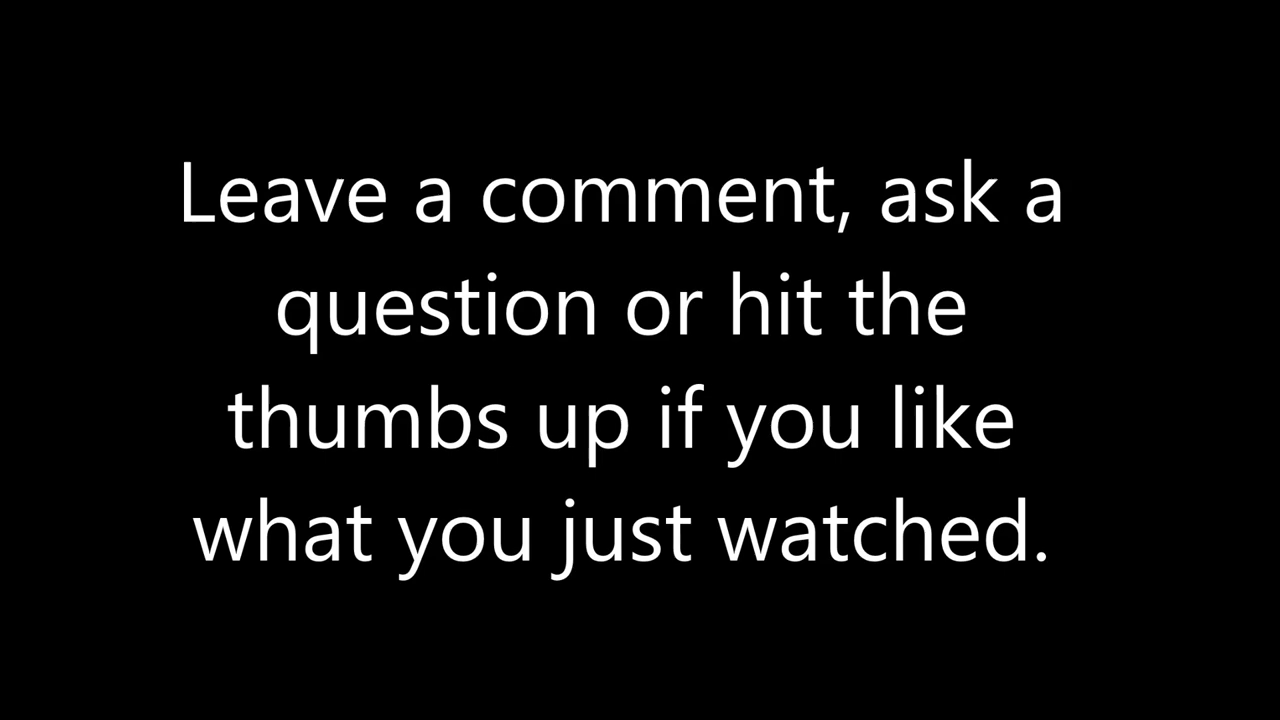 Leave a comment, ask a
question or hit the
thumbs up if you like
what you just watched.